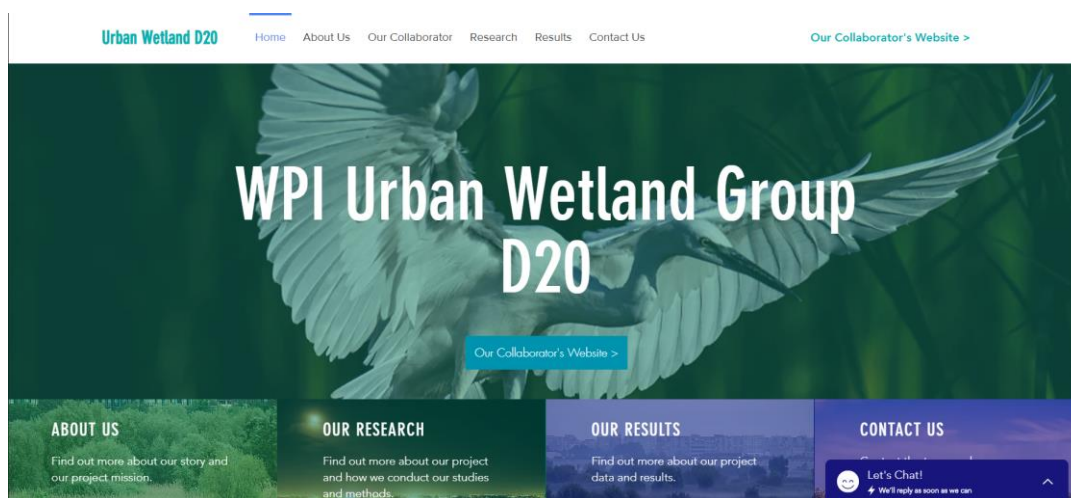 Urban Wetland D20
Home About Us Our Collaborator Research Results Contact Us
Our Collaborator's Website >
WPI Urban Wetland Group
D20
Our Collaborator's Website >
ABOUT US
Find out more about our story and
our project mission.
OUR RESEARCH
Find out more about our project
and how we conduct our studies
and methods.
OUR RESULTS
Find out more about our project
data and results.
CONTACT US
Let's Chat!
We'll reply as soon as we can